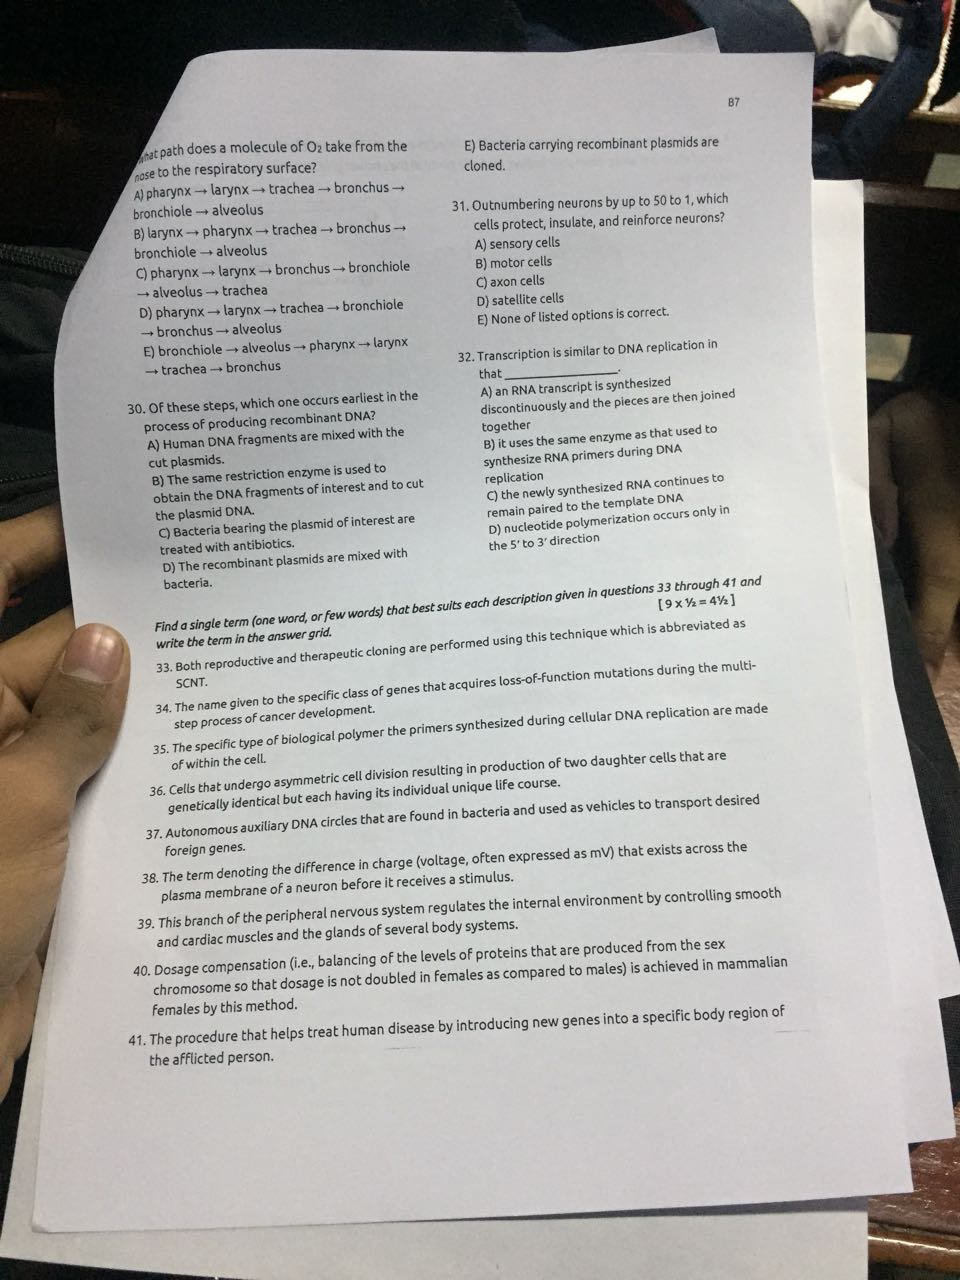 B7
what path does a molecule of O₂ take from the
nose to the respiratory surface?
A) pharynx → larynx → trachea → bronchus →
bronchiole → alveolus
B) larynx → pharynx → trachea → bronchus →
bronchiole → alveolus
C) pharynx → larynx → bronchus → bronchiole
→ alveolus → trachea
D) pharynx → larynx → trachea → bronchiole
→ bronchus → alveolus
E) bronchiole → alveolus → pharynx → larynx
→ trachea → bronchus
30. Of these steps, which one occurs earliest in the
process of producing recombinant DNA?
A) Human DNA fragments are mixed with the
cut plasmids.
B) The same restriction enzyme is used to
obtain the DNA fragments of interest and to cut
the plasmid DNA.
C) Bacteria bearing the plasmid of interest are
treated with antibiotics.
D) The recombinant plasmids are mixed with
bacteria.
E) Bacteria carrying recombinant plasmids are
cloned.
31. Outnumbering neurons by up to 50 to 1, which
cells protect, insulate, and reinforce neurons?
A) sensory cells
B) motor cells
C) axon cells
D) satellite cells
E) None of listed options is correct.
32. Transcription is similar to DNA replication in
that ________________.
A) an RNA transcript is synthesized
discontinuously and the pieces are then joined
together
B) it uses the same enzyme as that used to
synthesize RNA primers during DNA
replication
C) the newly synthesized RNA continues to
remain paired to the template DNA
D) nucleotide polymerization occurs only in
the 5′ to 3′ direction
Find a single term (one word, or few words) that best suits each description given in questions 33 through 41 and
write the term in the answer grid. [9 x ½ = 4½]
33. Both reproductive and therapeutic cloning are performed using this technique which is abbreviated as
SCNT.
34. The name given to the specific class of genes that acquires loss-of-function mutations during the multi-
step process of cancer development.
35. The specific type of biological polymer the primers synthesized during cellular DNA replication are made
of within the cell.
36. Cells that undergo asymmetric cell division resulting in production of two daughter cells that are
genetically identical but each having its individual unique life course.
37. Autonomous auxiliary DNA circles that are found in bacteria and used as vehicles to transport desired
foreign genes.
38. The term denoting the difference in charge (voltage, often expressed as mV) that exists across the
plasma membrane of a neuron before it receives a stimulus.
39. This branch of the peripheral nervous system regulates the internal environment by controlling smooth
and cardiac muscles and the glands of several body systems.
40. Dosage compensation (i.e., balancing of the levels of proteins that are produced from the sex
chromosome so that dosage is not doubled in females as compared to males) is achieved in mammalian
females by this method.
41. The procedure that helps treat human disease by introducing new genes into a specific body region of
the afflicted person.